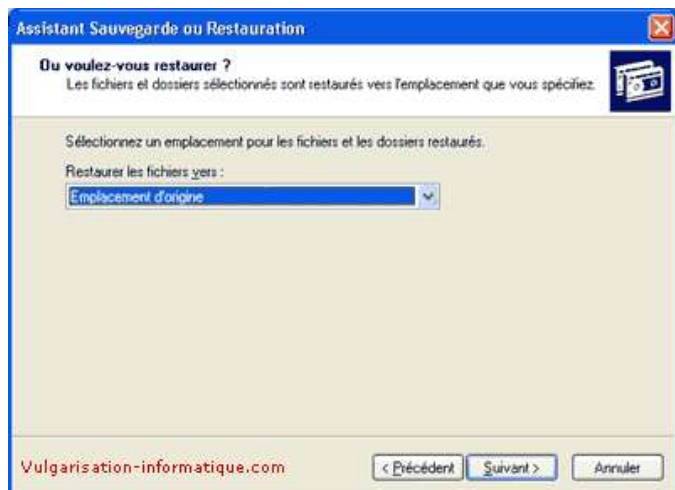 Assistant Sauvegarde ou Restauration
Ou voulez-vous restaurer ?
Les fichiers et dossiers sélectionnés sont restaurés vers l'emplacement que vous spécifiez.
Sélectionnez un emplacement pour les fichiers et les dossiers restaurés.
Restaurer les fichiers vers :
Emplacement d'origine
Vulgarisation-informatique.com
< Précédent
Suivant >
Annuler